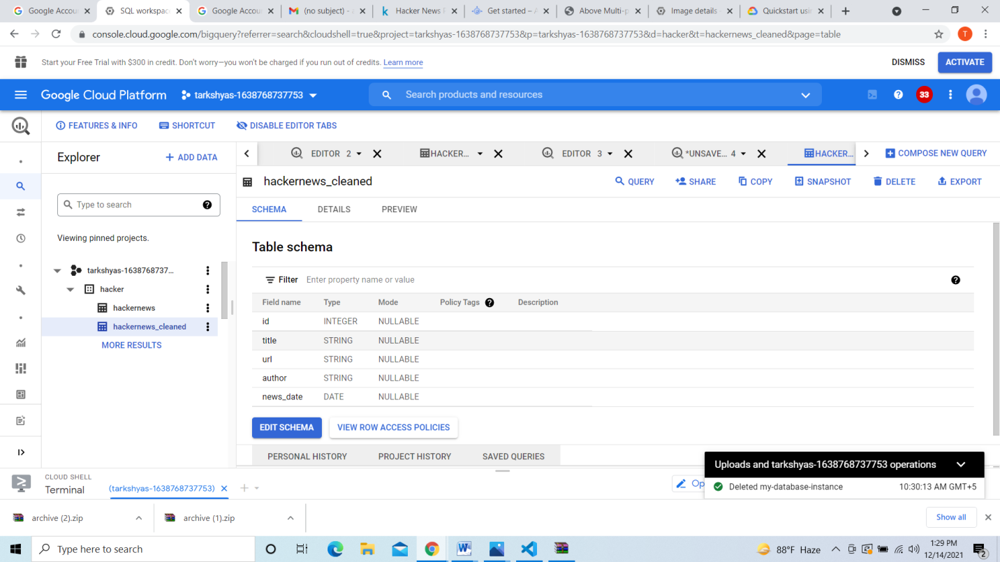 Google Accou
SQL workspac
Google Accoun
(no subject) -
Hacker News
Get started –
Above Multi-p
Image details
Quickstart usin
console.cloud.google.com/bigquery?referrer=search&cloudshell=true&project=tarkshyas-1638768737753&p=tarkshyas-1638768737753&d=hacker&t=hackernews_cleaned&page=table
T
Start your Free Trial with $300 in credit. Don't worry—you won't be charged if you run out of credits. Learn more
DISMISS
ACTIVATE
Google Cloud Platform
tarkshyas-1638768737753
Search products and resources
33
FEATURES & INFO
SHORTCUT
DISABLE EDITOR TABS
Explorer
+ ADD DATA
EDITOR 2
HACKER...
EDITOR 3
*UNSAVE... 4
HACKER...
COMPOSE NEW QUERY
hackernews_cleaned
QUERY
SHARE
COPY
SNAPSHOT
DELETE
EXPORT
Type to search
SCHEMA
DETAILS
PREVIEW
Viewing pinned projects.
tarkshyas-163876873​7...
hacker
hackernews
hackernews_cleaned
MORE RESULTS
Table schema
Filter Enter property name or value
Field name Type Mode Policy Tags Description
id INTEGER NULLABLE
title STRING NULLABLE
url STRING NULLABLE
author STRING NULLABLE
news_date DATE NULLABLE
EDIT SCHEMA
VIEW ROW ACCESS POLICIES
PERSONAL HISTORY
PROJECT HISTORY
SAVED QUERIES
Uploads and tarkshyas-1638768737753 operations
Deleted my-database-instance 10:30:13 AM GMT+5
CLOUD SHELL
Terminal
(tarkshyas-1638768737753)
Op
archive (2).zip
archive (1).zip
Show all
Type here to search
88°F Haze
1:29 PM
12/14/2021
2